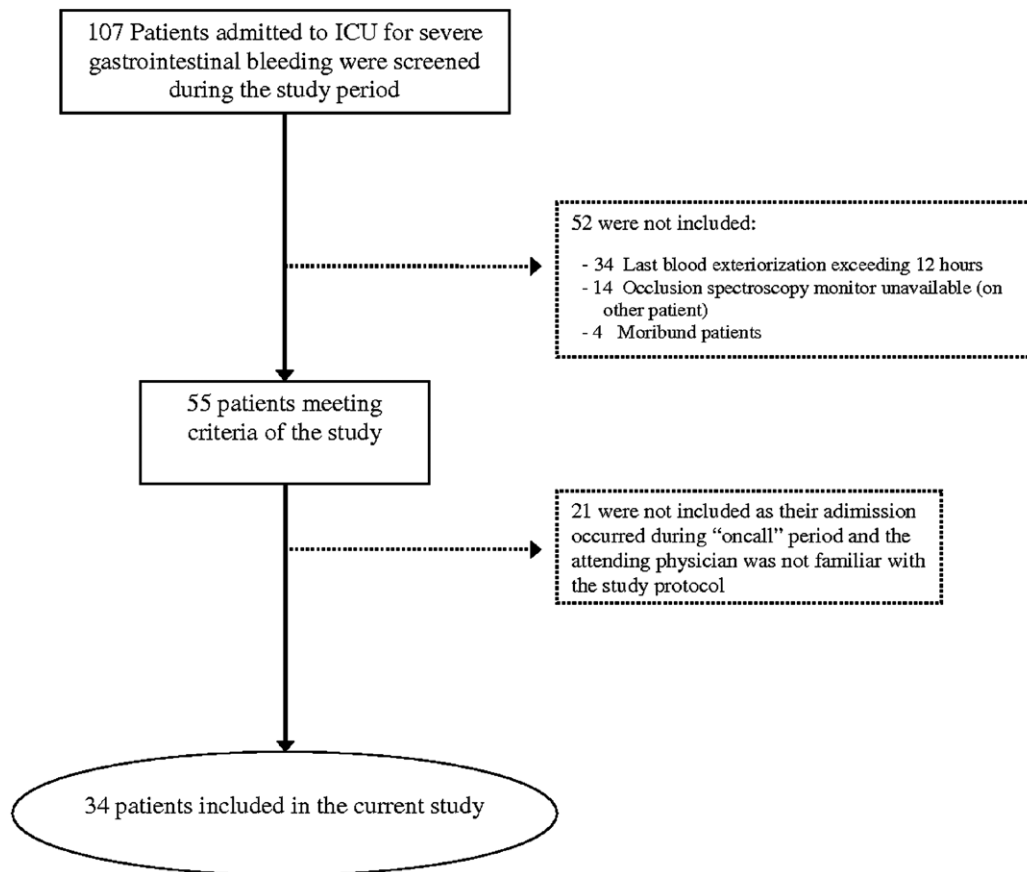 107 Patients admitted to ICU for severe
gastrointestinal bleeding were screened
during the study period
52 were not included:
- 34 Last blood exteriorization exceeding 12 hours
- 14 Occlusion spectroscopy monitor unavailable (on
other patient)
- 4 Moribund patients
55 patients meeting
criteria of the study
21 were not included as their adimission
occurred during “oncall” period and the
attending physician was not familiar with
the study protocol
34 patients included in the current study